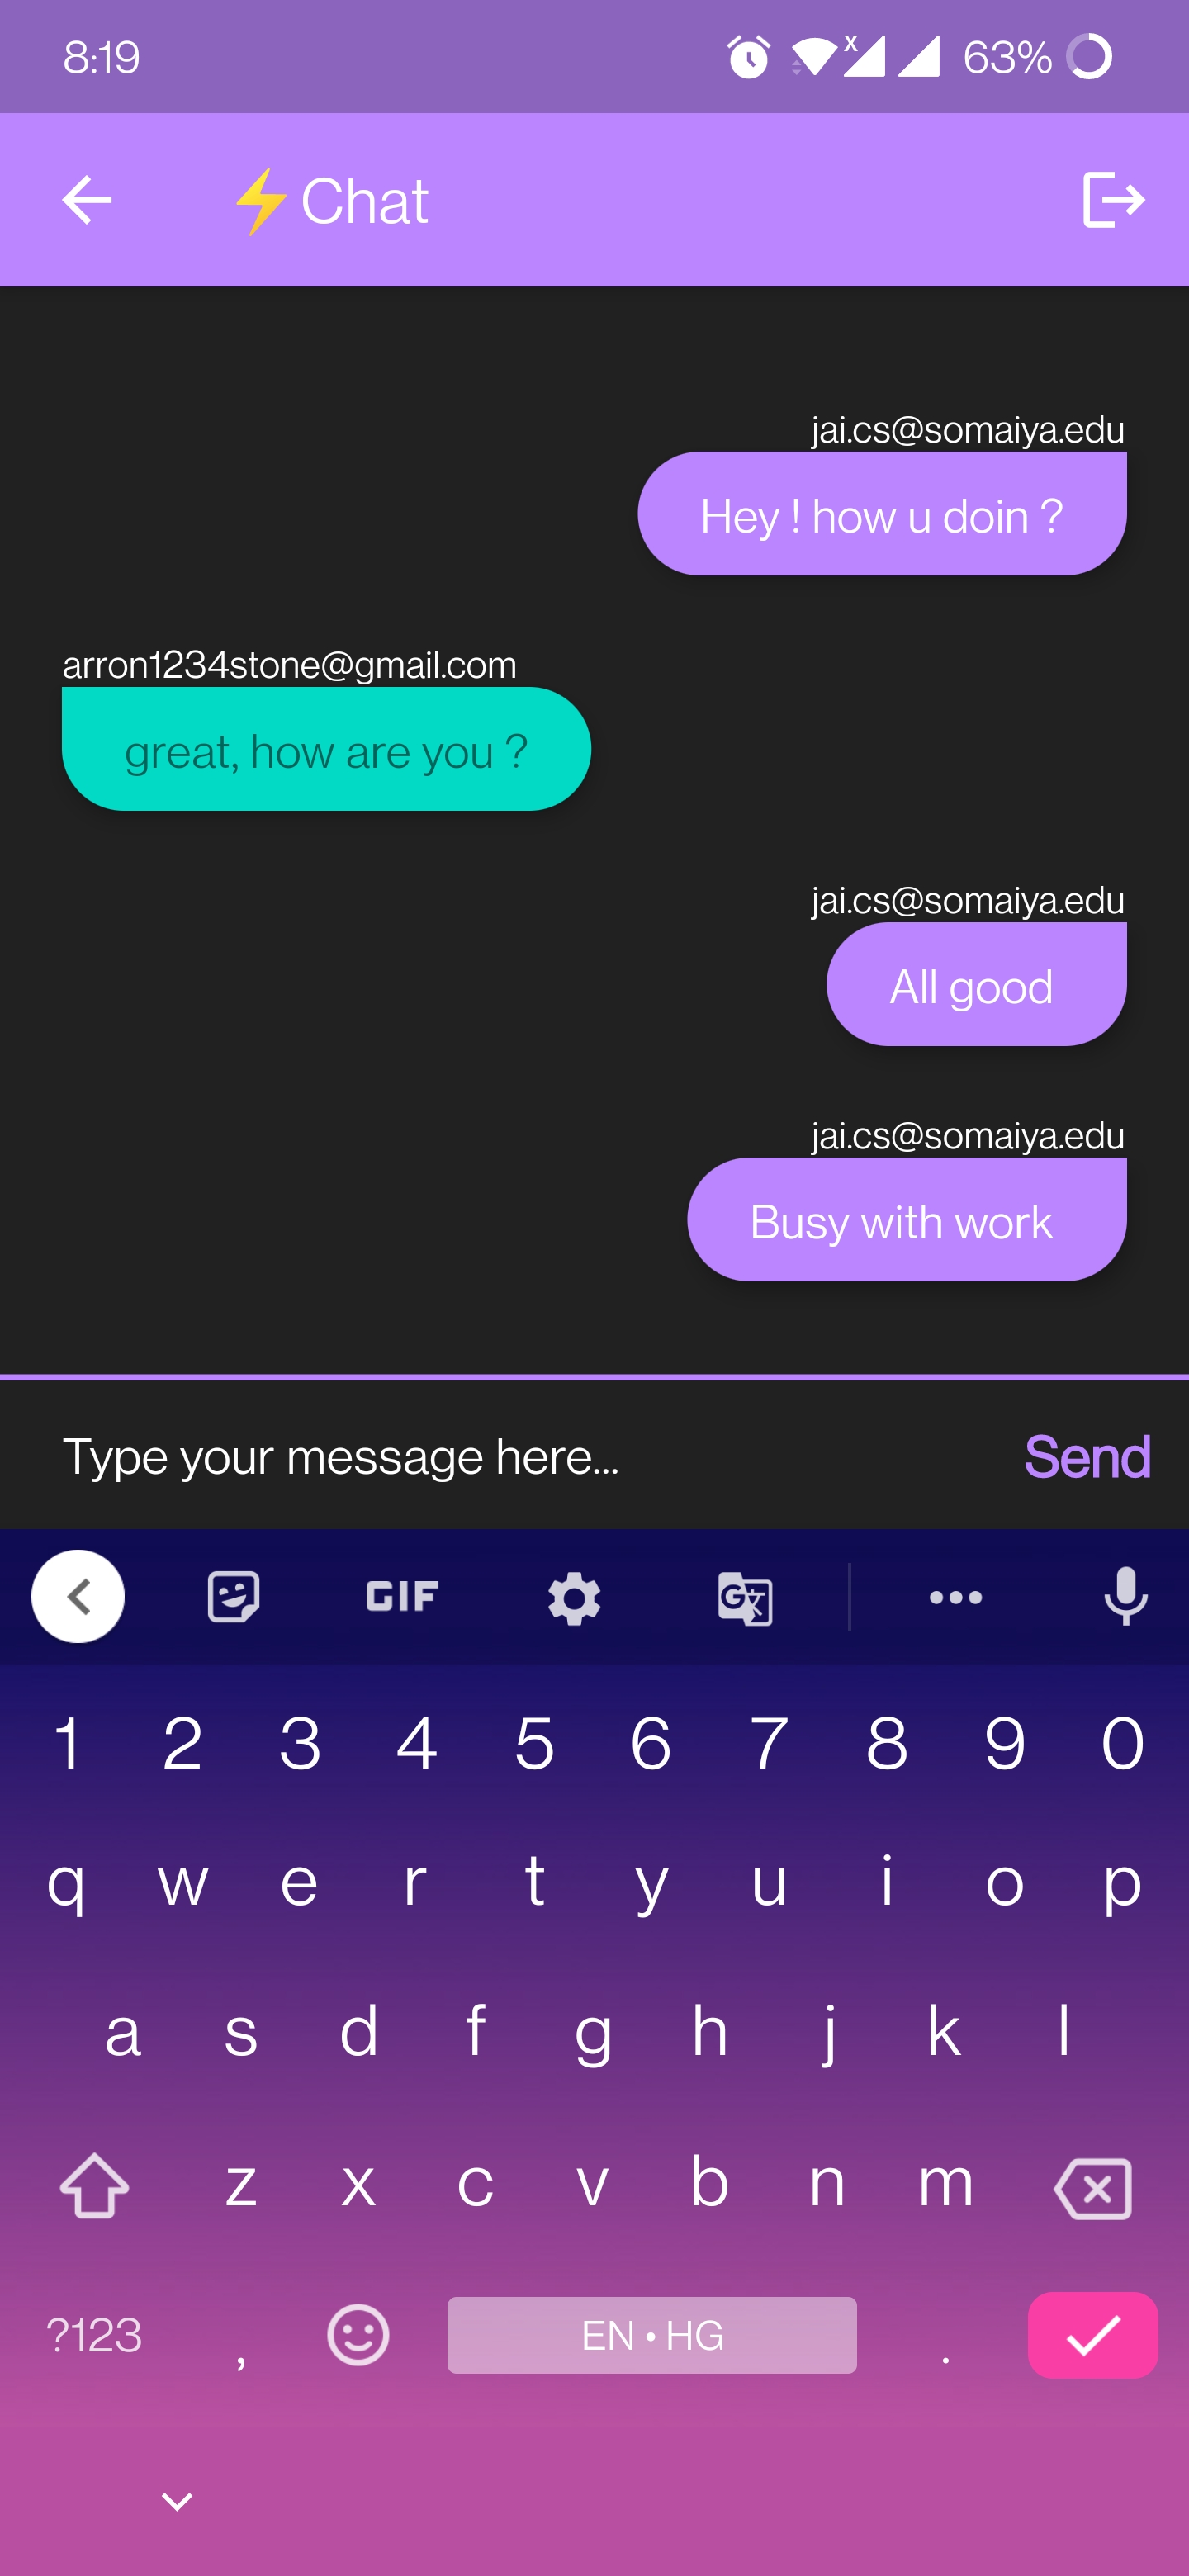 8:19 x 63%
⚡Chat
jai.cs@somaiya.edu
Hey ! how u doin ?
arron1234stone@gmail.com
great, how are you ?
jai.cs@somaiya.edu
All good
jai.cs@somaiya.edu
Busy with work
Type your message here... Send
GIF G文
1 2 3 4 5 6 7 8 9 0
q w e r t y u i o p
a s d f g h j k l
z x c v b n m
?123 , EN • HG .